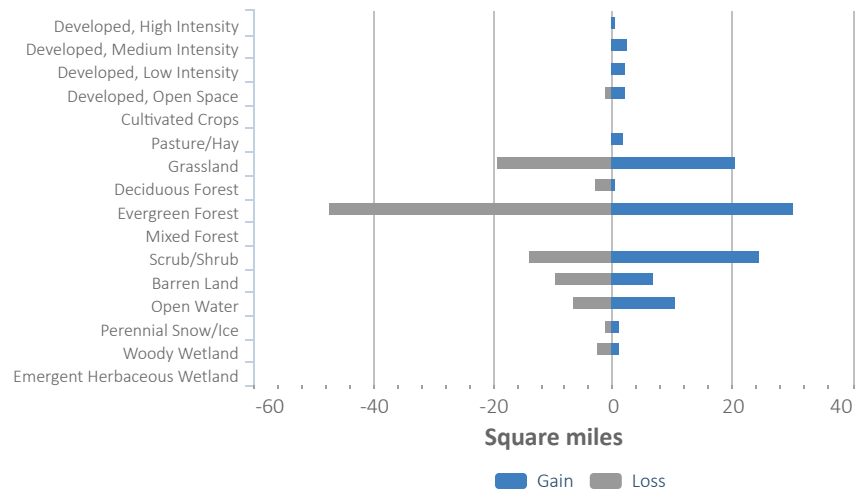 Developed, High Intensity
Developed, Medium Intensity
Developed, Low Intensity
Developed, Open Space
Cultivated Crops
Pasture/Hay
Grassland
Deciduous Forest
Evergreen Forest
Mixed Forest
Scrub/Shrub
Barren Land
Open Water
Perennial Snow/Ice
Woody Wetland
Emergent Herbaceous Wetland
-60 -40 -20 0 20 40
Square miles
Gain Loss